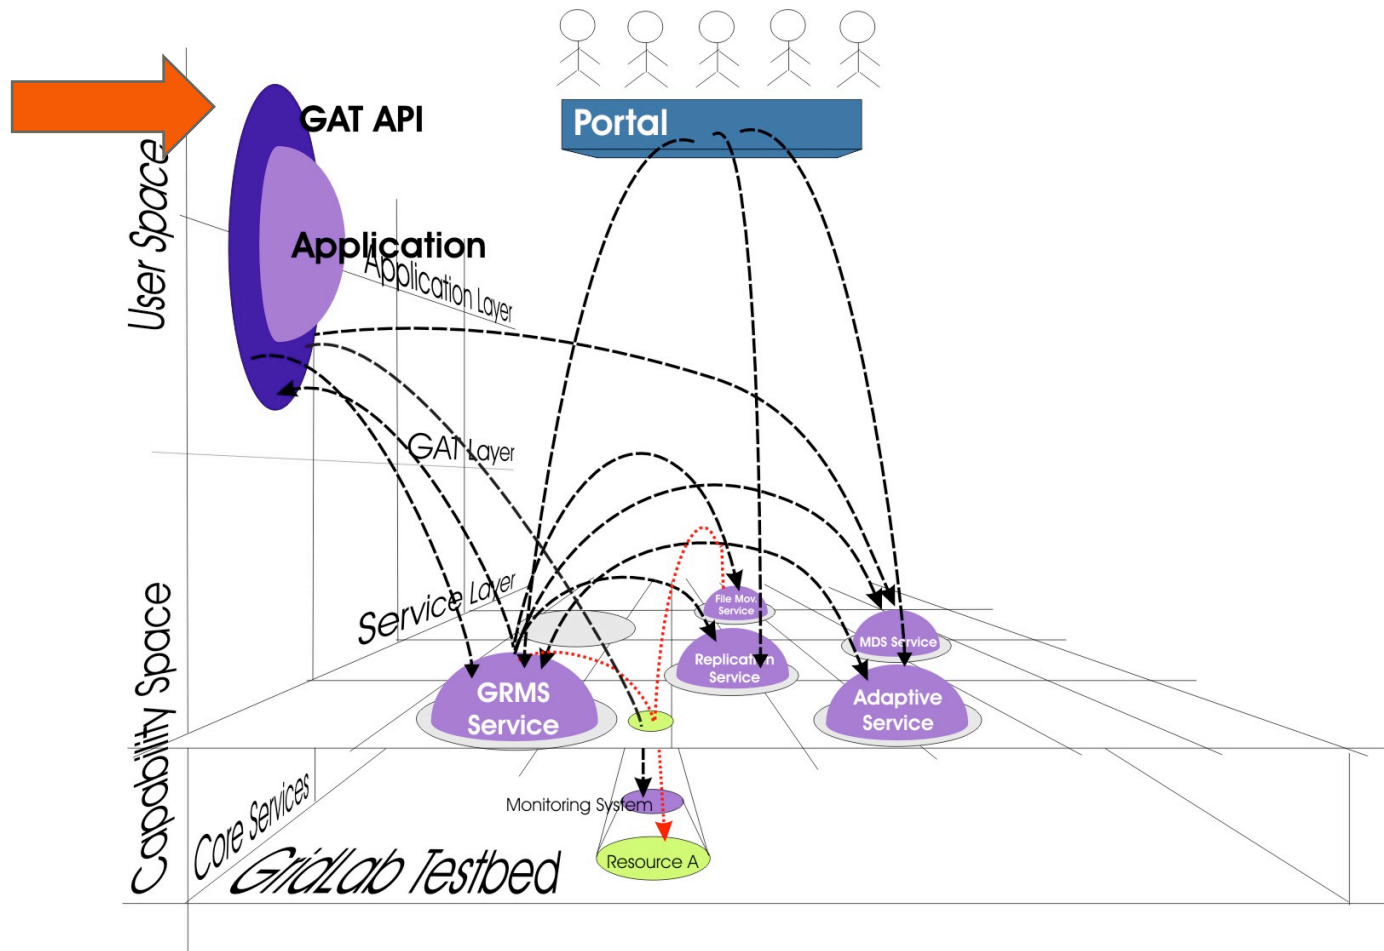 GAT API
Portal
User Space
Application
Application Layer
GAT Layer
Service Layer
File Mov.
Service
MDS Service
Replication
Service
GRMS
Service
Adaptive
Service
Capability Space
Monitoring System
Core Services
Resource A
GridLab Testbed